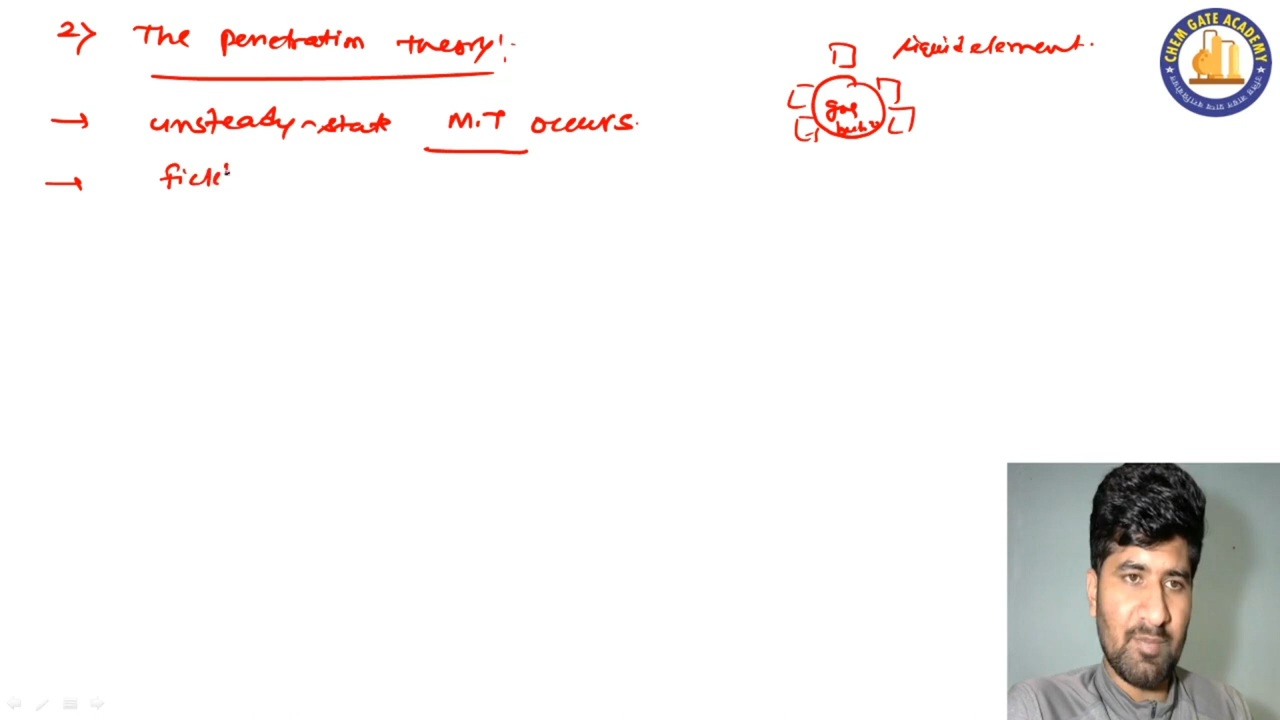 2) The penetration theory:
→ unsteady-state M.T occurs.
→ fick'
liquid element.
gas
CHEM GATE ACADEMY